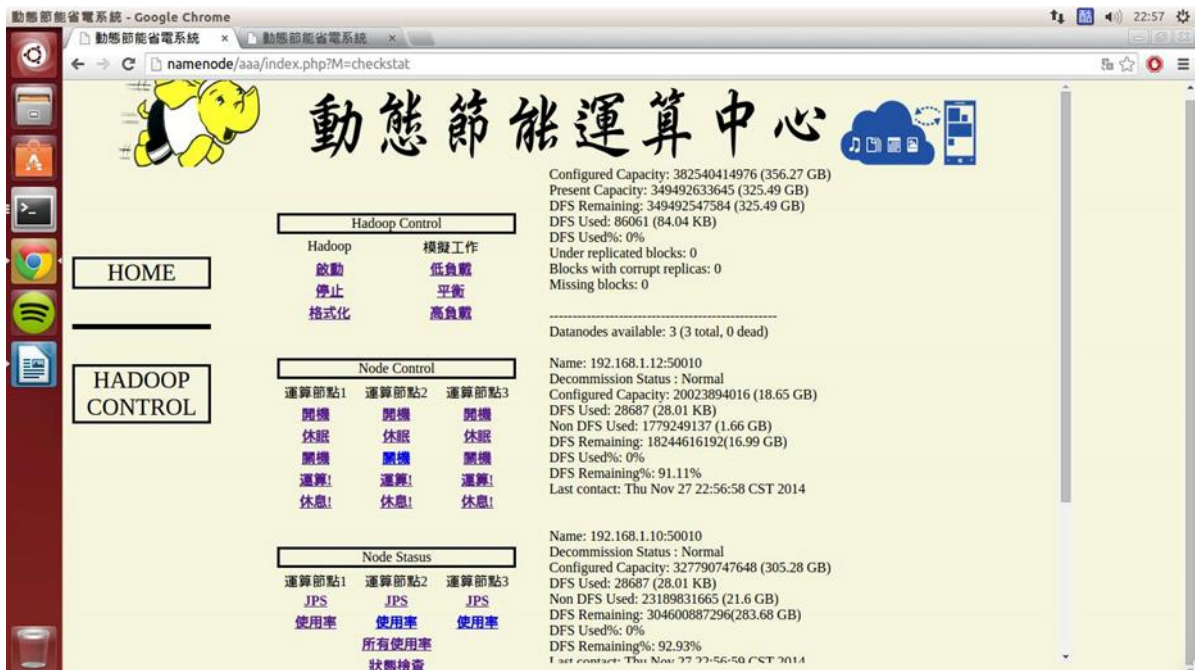 動態節能省電系統 - Google Chrome
酷
22:57
動態節能省電系統
動態節能省電系統
namenode/aaa/index.php?M=checkstat
動態節能運算中心
HOME
HADOOP
CONTROL
Hadoop Control
Hadoop 模擬工作
啟動 低負載
停止 平衡
格式化 高負載
Node Control
運算節點1 運算節點2 運算節點3
開機 開機 開機
休眠 休眠 休眠
關機 關機 關機
運算! 運算! 運算!
休息! 休息! 休息!
Node Stasus
運算節點1 運算節點2 運算節點3
JPS JPS JPS
使用率 使用率 使用率
所有使用率
狀態檢查
Configured Capacity: 382540414976 (356.27 GB)
Present Capacity: 349492633645 (325.49 GB)
DFS Remaining: 349492547584 (325.49 GB)
DFS Used: 86061 (84.04 KB)
DFS Used%: 0%
Under replicated blocks: 0
Blocks with corrupt replicas: 0
Missing blocks: 0
-------------------------------------------------
Datanodes available: 3 (3 total, 0 dead)
Name: 192.168.1.12:50010
Decommission Status : Normal
Configured Capacity: 20023894016 (18.65 GB)
DFS Used: 28687 (28.01 KB)
Non DFS Used: 1779249137 (1.66 GB)
DFS Remaining: 18244616192(16.99 GB)
DFS Used%: 0%
DFS Remaining%: 91.11%
Last contact: Thu Nov 27 22:56:58 CST 2014
Name: 192.168.1.10:50010
Decommission Status : Normal
Configured Capacity: 327790747648 (305.28 GB)
DFS Used: 28687 (28.01 KB)
Non DFS Used: 23189831665 (21.6 GB)
DFS Remaining: 304600887296(283.68 GB)
DFS Used%: 0%
DFS Remaining%: 92.93%
Last contact: Thu Nov 27 22:56:59 CST 2014